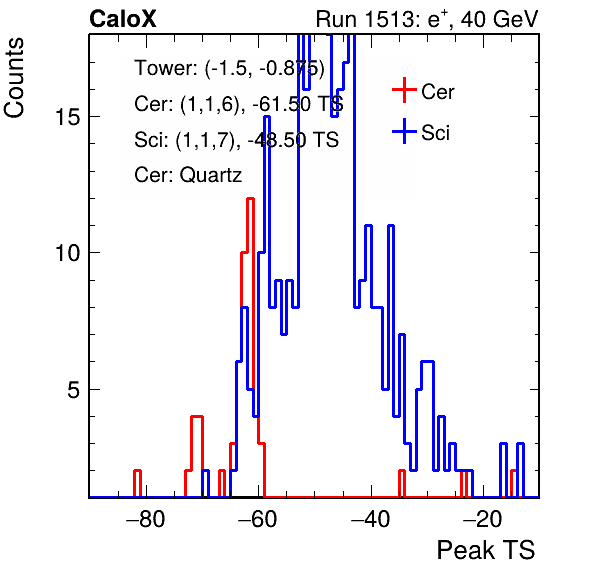 CaloX Run 1513: e⁺, 40 GeV
Counts
Tower: (-1.5, -0.875)
Cer: (1,1,6), -61.50 TS
Sci: (1,1,7), -48.50 TS
Cer: Quartz
Cer
Sci
15
10
5
−80 −60 −40 −20
Peak TS